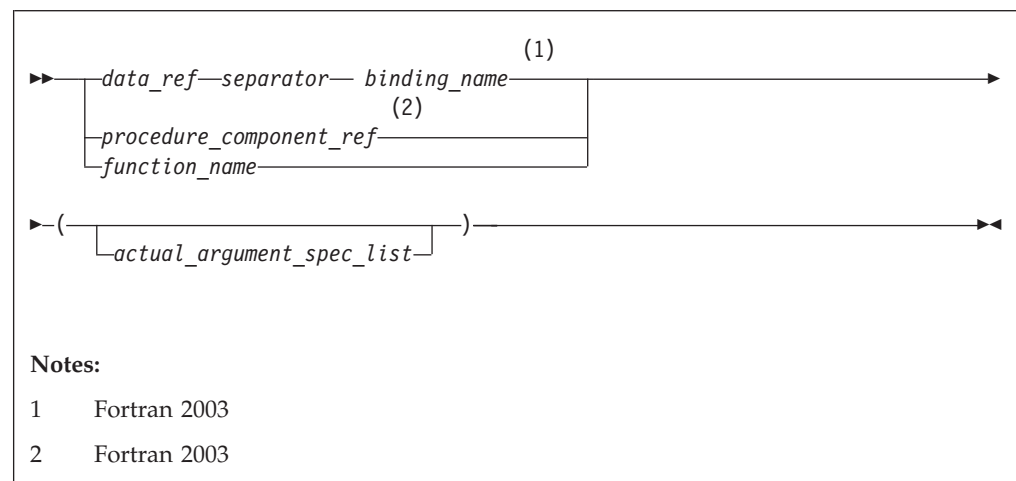 (1)
data_ref separator binding_name
(2)
procedure_component_ref
function_name
( )
actual_argument_spec_list
Notes:
1 Fortran 2003
2 Fortran 2003